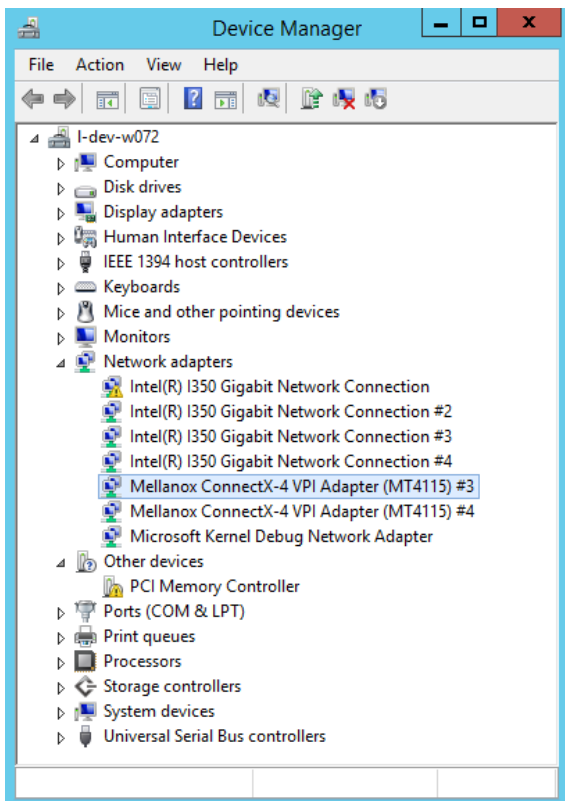 Device Manager
x
File Action View Help
?
l-dev-w072
Computer
Disk drives
Display adapters
Human Interface Devices
IEEE 1394 host controllers
Keyboards
Mice and other pointing devices
Monitors
Network adapters
Intel(R) I350 Gigabit Network Connection
Intel(R) I350 Gigabit Network Connection #2
Intel(R) I350 Gigabit Network Connection #3
Intel(R) I350 Gigabit Network Connection #4
Mellanox ConnectX-4 VPI Adapter (MT4115) #3
Mellanox ConnectX-4 VPI Adapter (MT4115) #4
Microsoft Kernel Debug Network Adapter
Other devices
PCI Memory Controller
Ports (COM & LPT)
Print queues
Processors
Storage controllers
System devices
Universal Serial Bus controllers